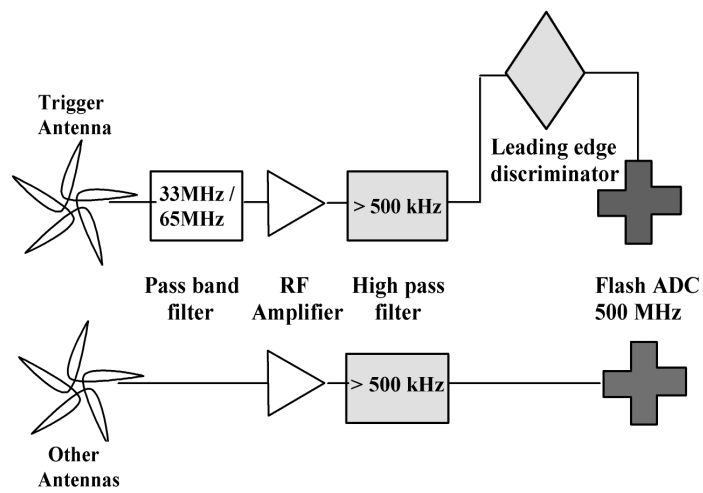 Trigger
Antenna
33MHz /
65MHz
> 500 kHz
Leading edge
discriminator
Pass band
filter
RF
Amplifier
High pass
filter
Flash ADC
500 MHz
> 500 kHz
Other
Antennas